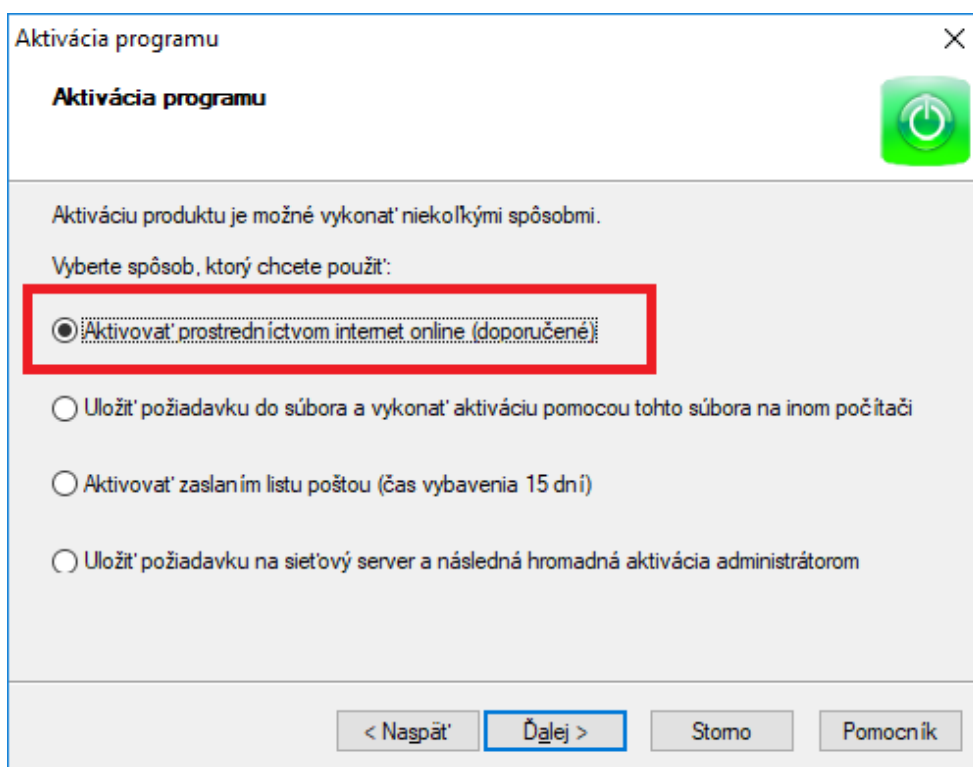 Aktivácia programu
Aktivácia programu
Aktiváciu produktu je možné vykonať niekoľkými spôsobmi.
Vyberte spôsob, ktorý chcete použiť:
Aktivovať prostredníctvom internet online (doporučené)
Uložiť požiadavku do súbora a vykonať aktiváciu pomocou tohto súbora na inom počítači
Aktivovať zaslaním listu poštou (čas vybavenia 15 dní)
Uložiť požiadavku na sieťový server a následná hromadná aktivácia administrátorom
< Naspäť Ďalej > Storno Pomocník